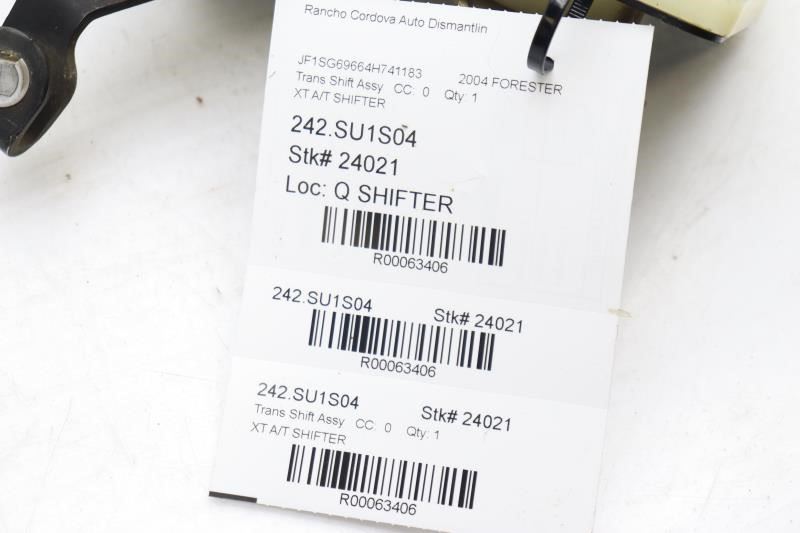 Rancho Cordova Auto Dismantlin
JF1SG69664H741183 2004 FORESTER
Trans Shift Assy CC: 0 Qty: 1
XT A/T SHIFTER
242.SU1S04
Stk# 24021
Loc: Q SHIFTER
R00063406
242.SU1S04 Stk# 24021
R00063406
242.SU1S04 Stk# 24021
Trans Shift Assy CC: 0 Qty: 1
XT A/T SHIFTER
R00063406